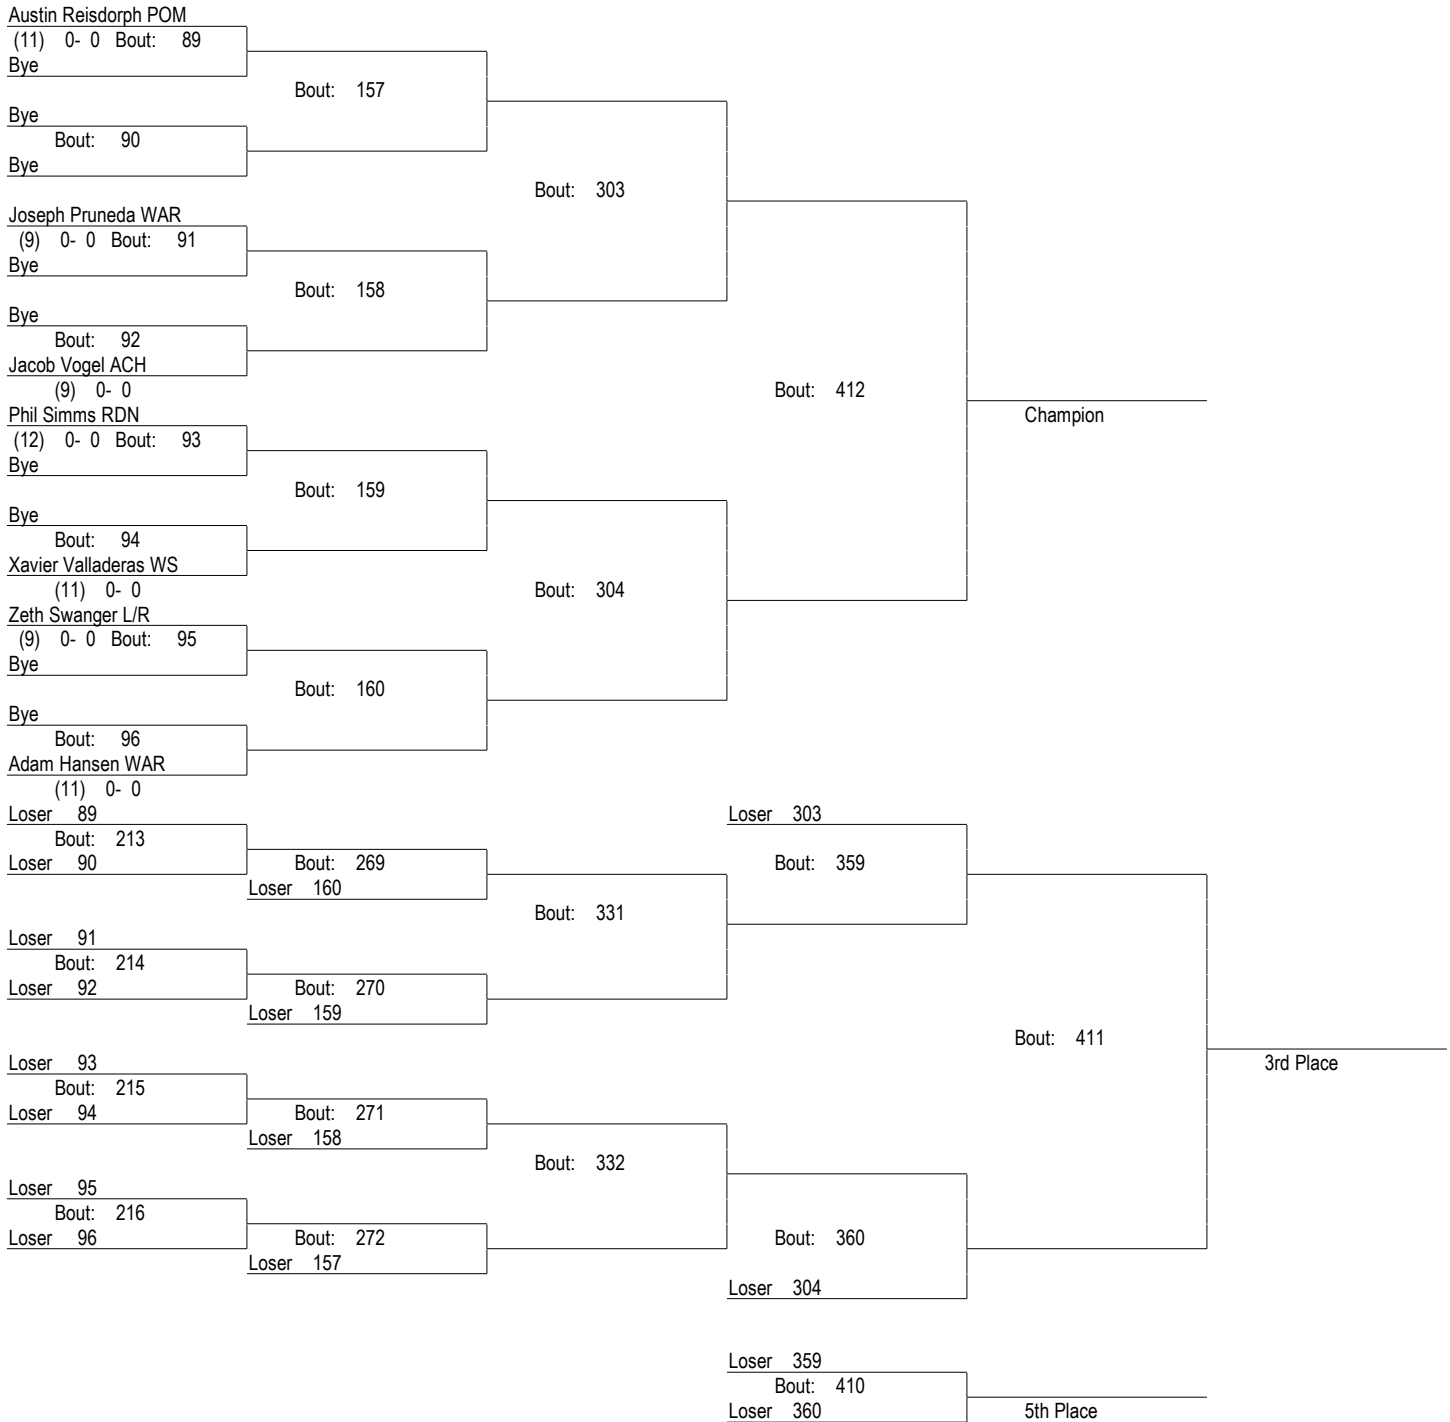 Austin Reisdorph POM
(11) 0- 0 Bout: 89
Bye
Bout: 157
Bye
Bout: 90
Bye
Bout: 303
Joseph Pruneda WAR
(9) 0- 0 Bout: 91
Bye
Bout: 158
Bye
Bout: 92
Jacob Vogel ACH
(9) 0- 0
Bout: 412
Phil Simms RDN
Champion
(12) 0- 0 Bout: 93
Bye
Bout: 159
Bye
Bout: 94
Xavier Valladeras WS
(11) 0- 0
Bout: 304
Zeth Swanger L/R
(9) 0- 0 Bout: 95
Bye
Bout: 160
Bye
Bout: 96
Adam Hansen WAR
(11) 0- 0
Loser 89
Loser 303
Bout: 213
Loser 90
Bout: 269
Bout: 359
Loser 160
Bout: 331
Loser 91
Bout: 214
Loser 92
Bout: 270
Loser 159
Bout: 411
Loser 93
3rd Place
Bout: 215
Loser 94
Bout: 271
Loser 158
Bout: 332
Loser 95
Bout: 216
Loser 96
Bout: 272
Bout: 360
Loser 157
Loser 304
Loser 359
Bout: 410
Loser 360
5th Place